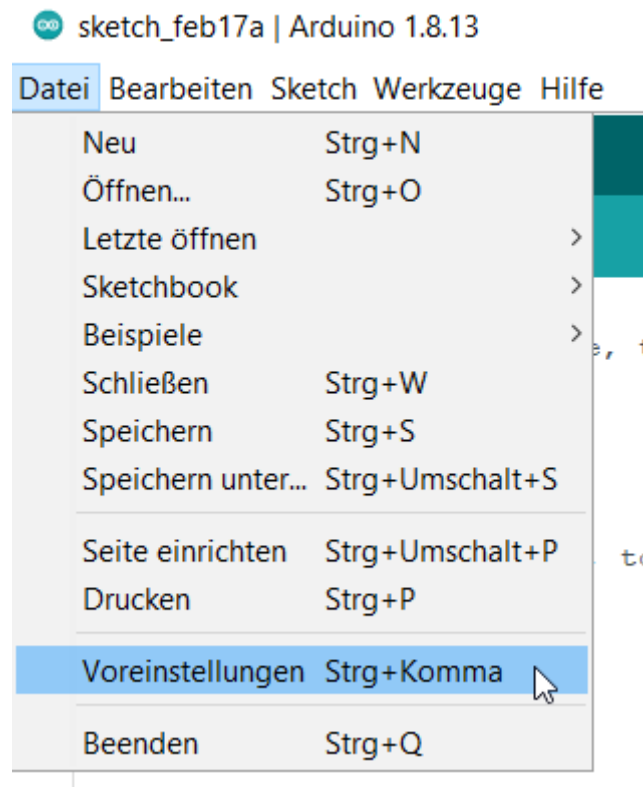 sketch_feb17a | Arduino 1.8.13
Datei Bearbeiten Sketch Werkzeuge Hilfe
Neu Strg+N
Öffnen... Strg+O
Letzte öffnen
Sketchbook
Beispiele
Schließen Strg+W
Speichern Strg+S
Speichern unter... Strg+Umschalt+S
Seite einrichten Strg+Umschalt+P
Drucken Strg+P
Voreinstellungen Strg+Komma
Beenden Strg+Q